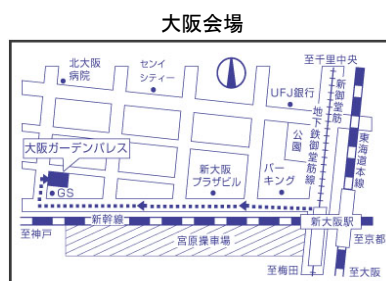 大阪会場
至千里中央
北大阪
病院
センイ
シティー
UFJ銀行
新御堂筋
地下鉄御堂筋線
東海道本線
公園
大阪ガーデンパレス
新大阪
プラザビル
パー
キング
GS
新幹線
新大阪駅
至神戸
宮原操車場
至京都
至梅田
至大阪